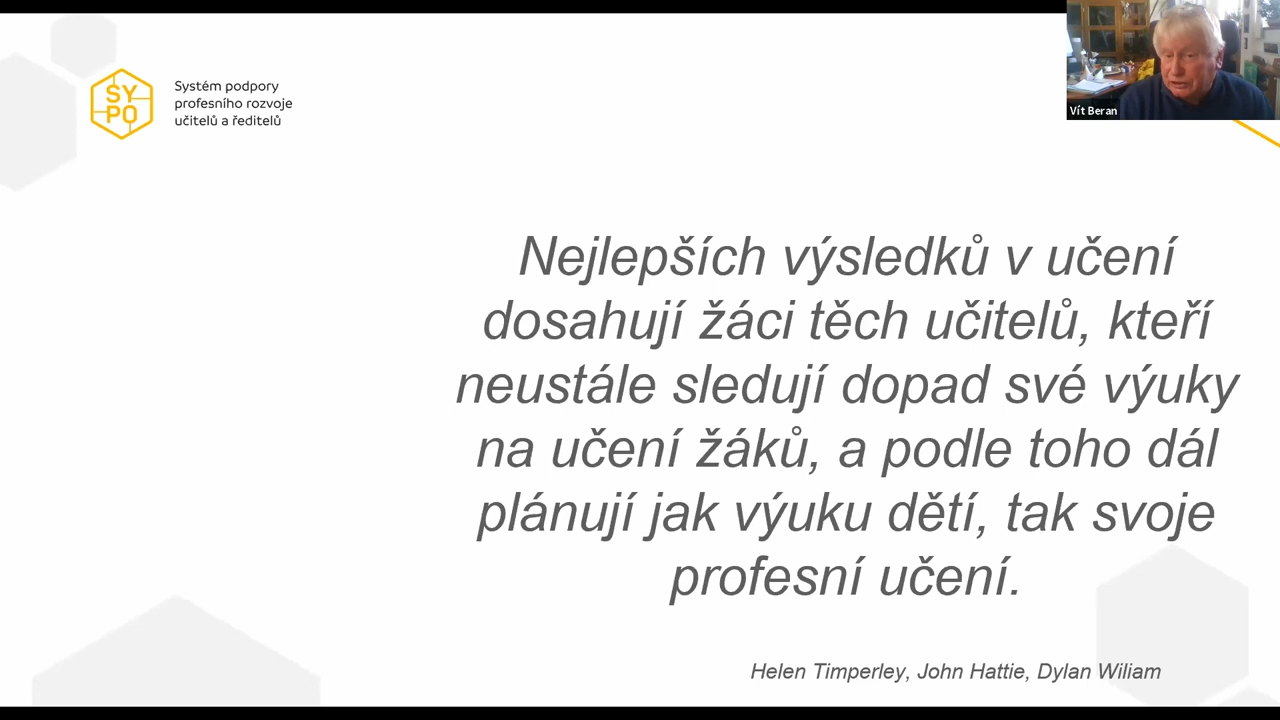 SY
PO
Systém podpory
profesního rozvoje
učitelů a ředitelů
Vít Beran
Nejlepších výsledků v učení
dosahují žáci těch učitelů, kteří
neustále sledují dopad své výuky
na učení žáků, a podle toho dál
plánují jak výuku dětí, tak svoje
profesní učení.
Helen Timperley, John Hattie, Dylan Wiliam